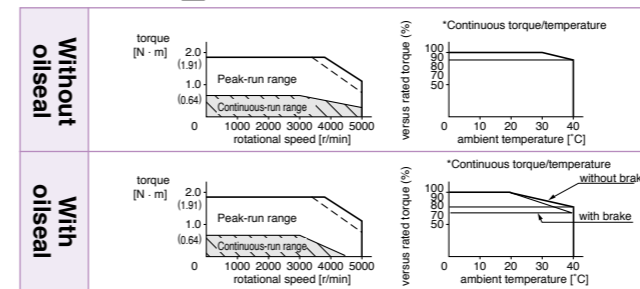 Without
oilseal
torque
[N · m]
2.0
(1.91)
1.0
(0.64)
0
Peak-run range
Continuous-run range
1000 2000 3000 4000 5000
rotational speed [r/min]
*Continuous torque/temperature
versus rated torque (%)
100
90
80
70
50
0 10 20 30 40
ambient temperature [˚C]
With
oilseal
torque
[N · m]
2.0
(1.91)
1.0
(0.64)
0
Peak-run range
Continuous-run range
1000 2000 3000 4000 5000
rotational speed [r/min]
*Continuous torque/temperature
versus rated torque (%)
without brak
100
90
80
70
50
with brake
0 10 20 30 40
ambient temperature [˚C]